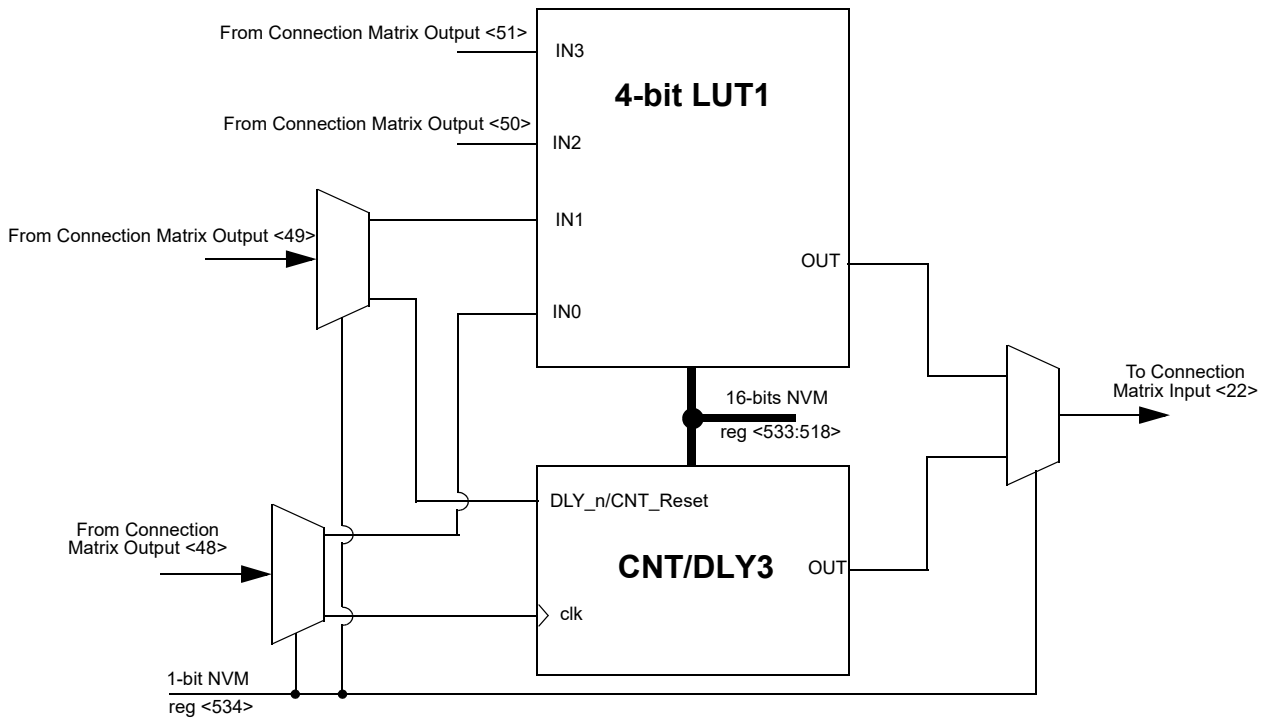 From Connection Matrix Output <51>
IN3
4-bit LUT1
From Connection Matrix Output <50>
IN2
IN1
From Connection Matrix Output <49>
OUT
IN0
To Connection
Matrix Input <22>
16-bits NVM
reg <533:518>
DLY_n/CNT_Reset
From Connection
Matrix Output <48>
CNT/DLY3
OUT
clk
1-bit NVM
reg <534>